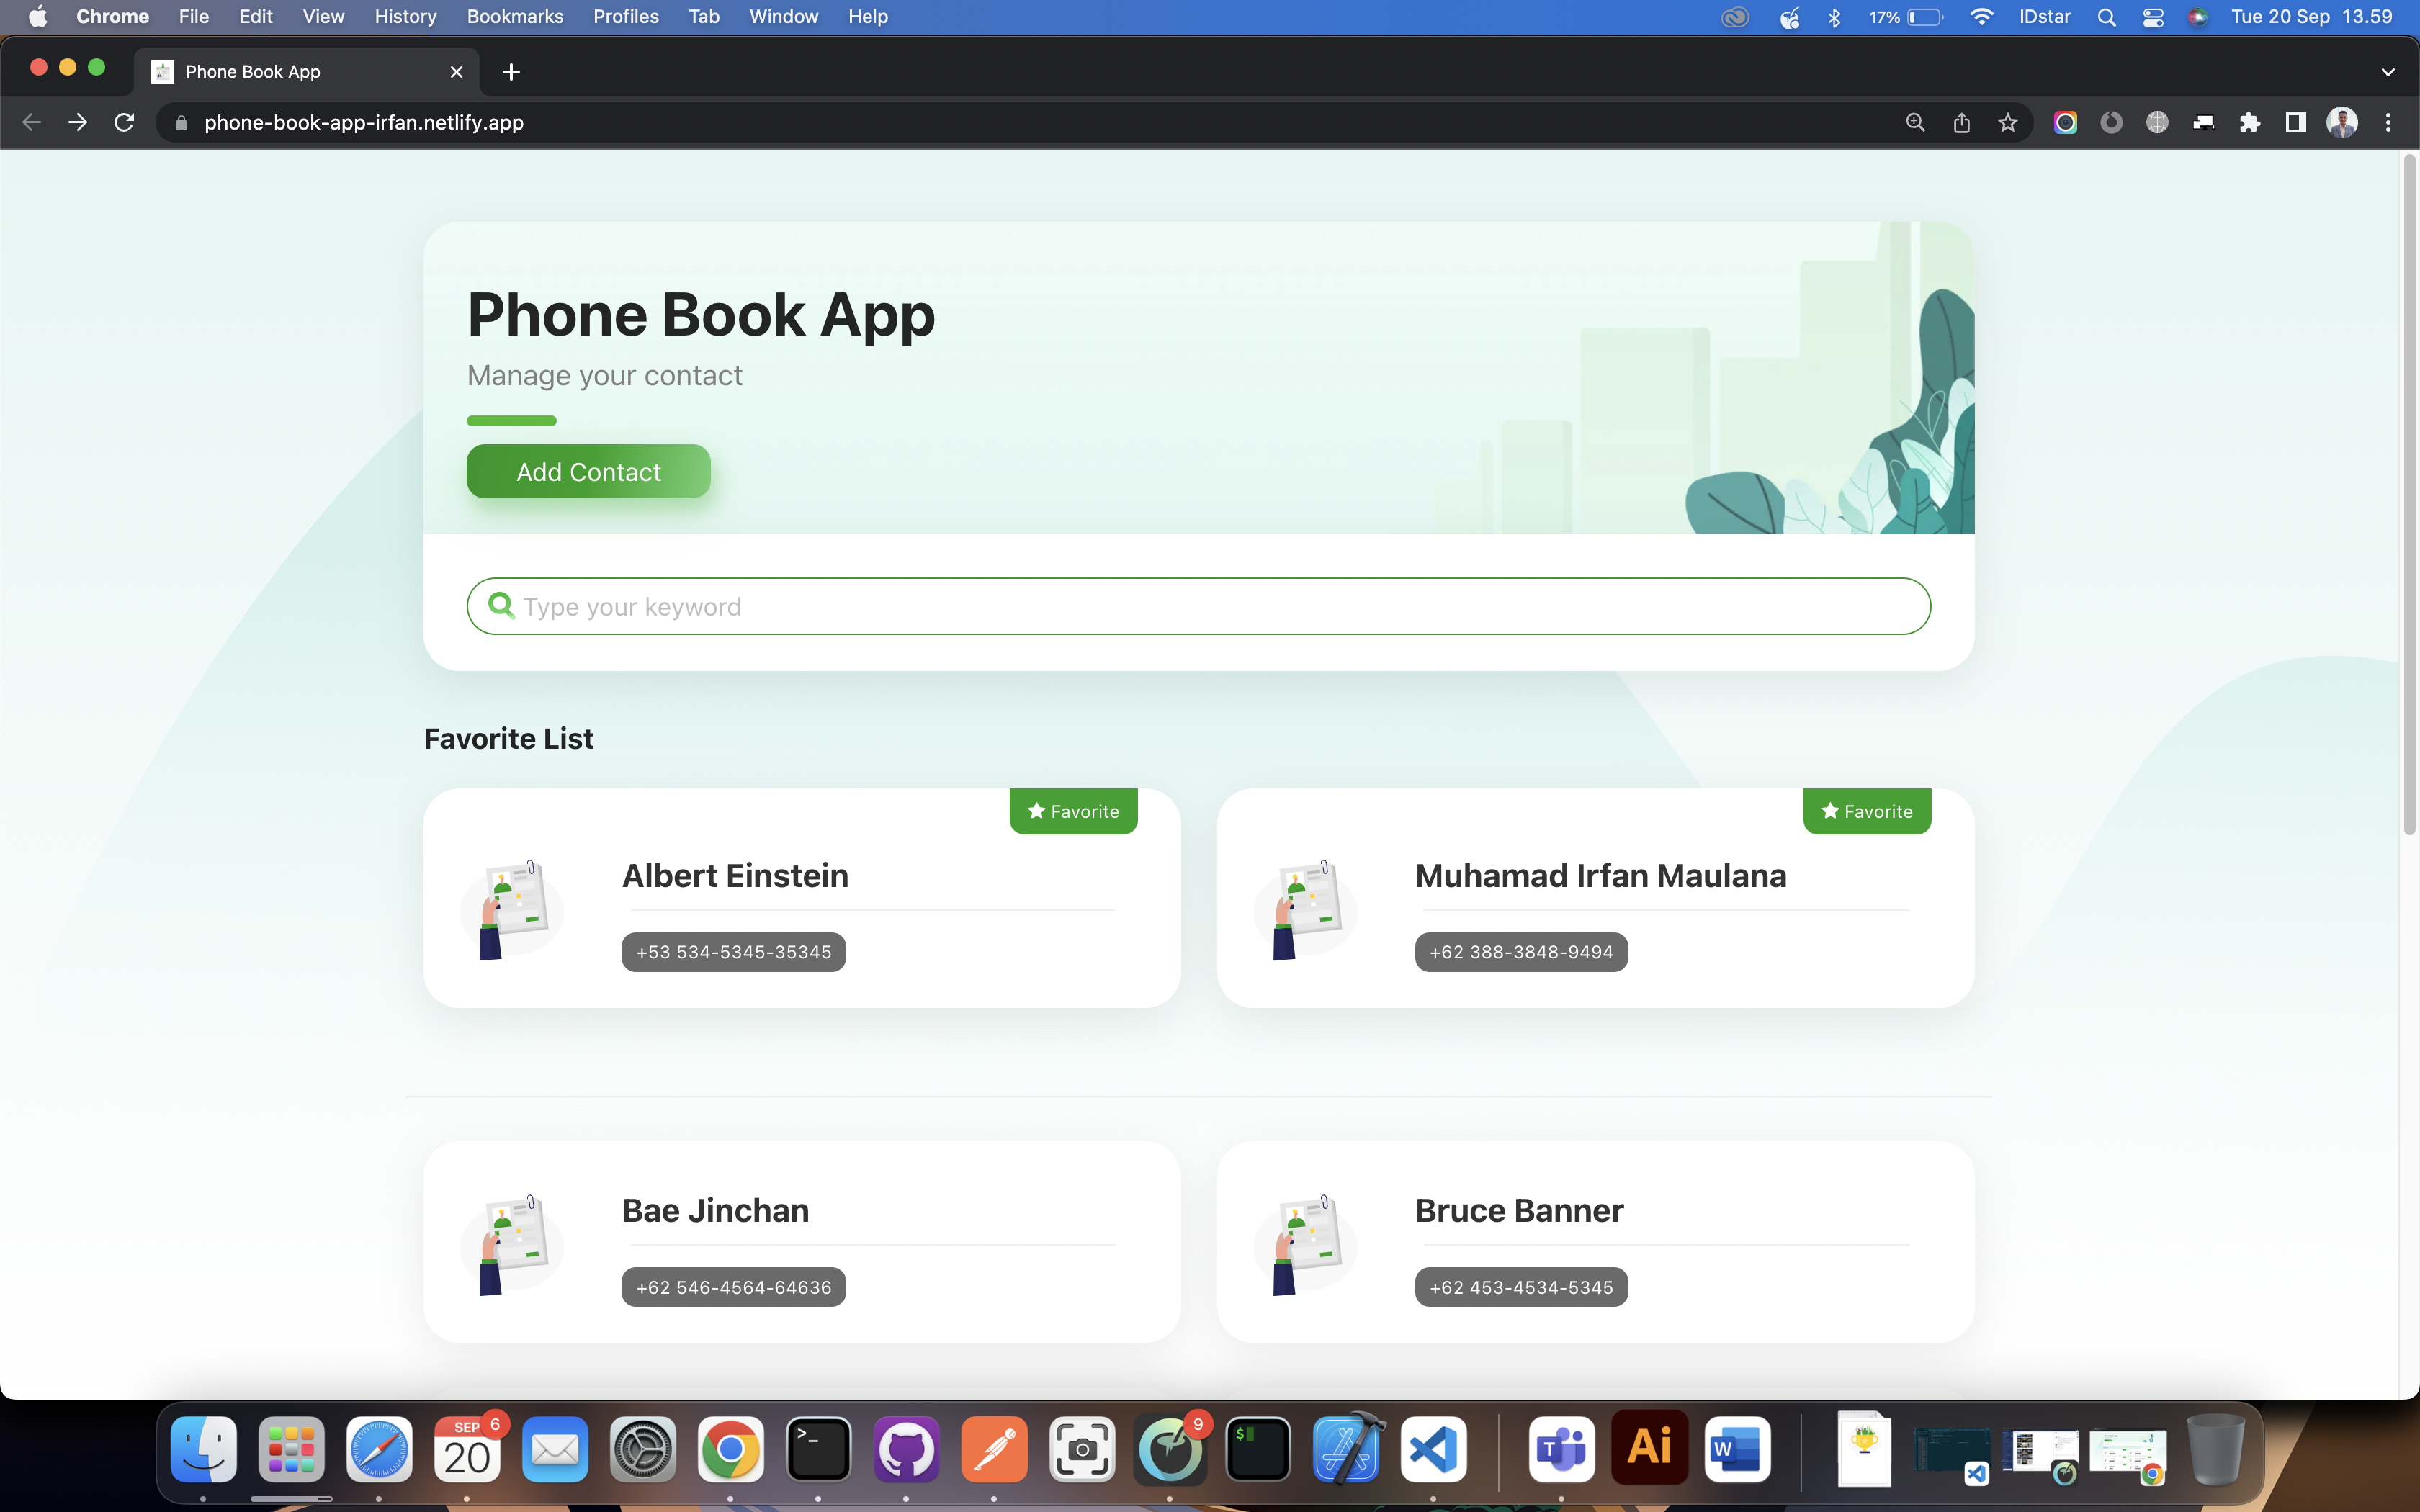 Chrome File Edit View History Bookmarks Profiles Tab Window Help 17% IDstar Tue 20 Sep 13.59
Phone Book App
phone-book-app-irfan.netlify.app
Phone Book App
Manage your contact
Add Contact
Type your keyword
Favorite List
Favorite
Albert Einstein
+53 534-5345-35345
Favorite
Muhamad Irfan Maulana
+62 388-3848-9494
Bae Jinchan
+62 546-4564-64636
Bruce Banner
+62 453-4534-5345
SEP
20
6
>_
9
$
T
Ai
W